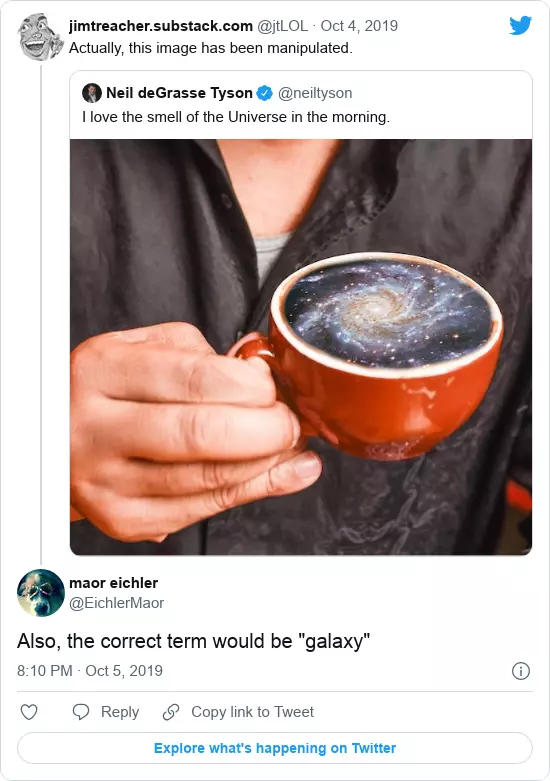 jimtreacher.substack.com @jtLOL · Oct 4, 2019
Actually, this image has been manipulated.
Neil deGrasse Tyson @neiltyson
I love the smell of the Universe in the morning.
maor eichler
@EichlerMaor
Also, the correct term would be "galaxy"
8:10 PM · Oct 5, 2019
Reply
Copy link to Tweet
Explore what's happening on Twitter